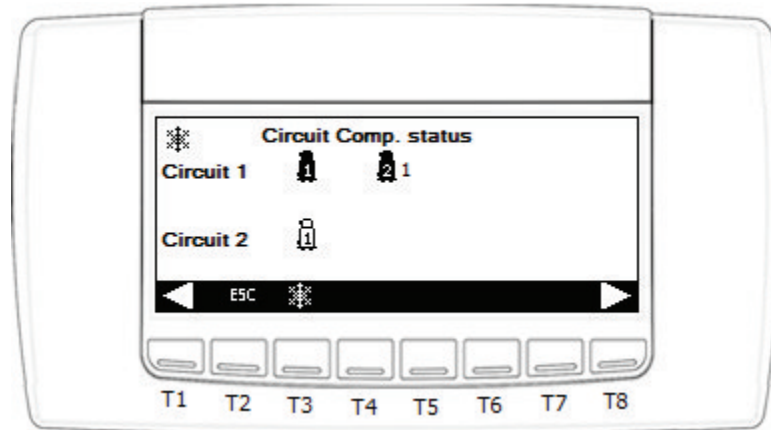 Circuit Comp. status
Circuit 1 1 2 1
Circuit 2 1
ESC
T1 T2 T3 T4 T5 T6 T7 T8